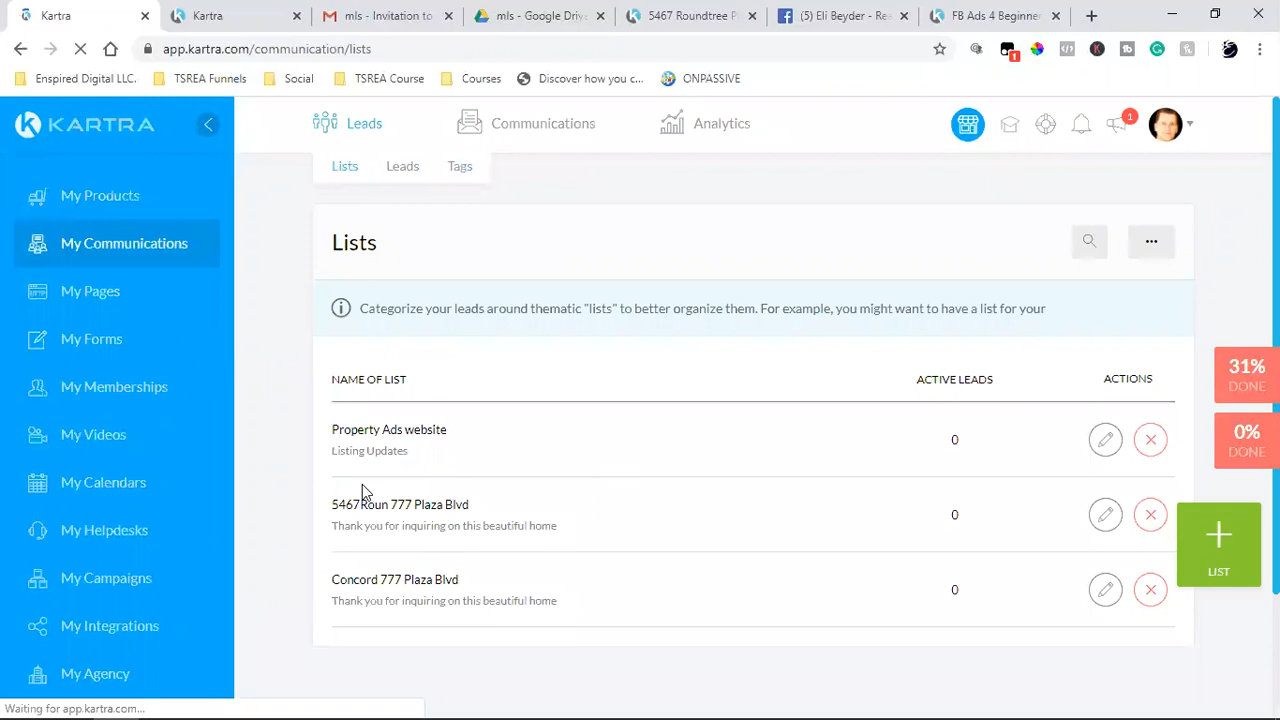 Kartra
Kartra
mls - Invitation to
mls - Google Driv
5467 Roundtree P
(5) Eli Beyder - Re
FB Ads 4 Beginner
app.kartra.com/communication/lists
1
Enspired Digital LLC.
TSREA Funnels
Social
TSREA Course
Courses
Discover how you c...
ONPASSIVE
KARTRA
Leads
Communications
Analytics
1
Lists
Leads
Tags
My Products
My Communications
My Pages
My Forms
My Memberships
My Videos
My Calendars
My Helpdesks
My Campaigns
My Integrations
My Agency
Lists
Categorize your leads around thematic "lists" to better organize them. For example, you might want to have a list for your
NAME OF LIST
ACTIVE LEADS
ACTIONS
Property Ads website
Listing Updates
0
5467Roun 777 Plaza Blvd
Thank you for inquiring on this beautiful home
0
Concord 777 Plaza Blvd
Thank you for inquiring on this beautiful home
0
31%
DONE
0%
DONE
LIST
Waiting for app.kartra.com...